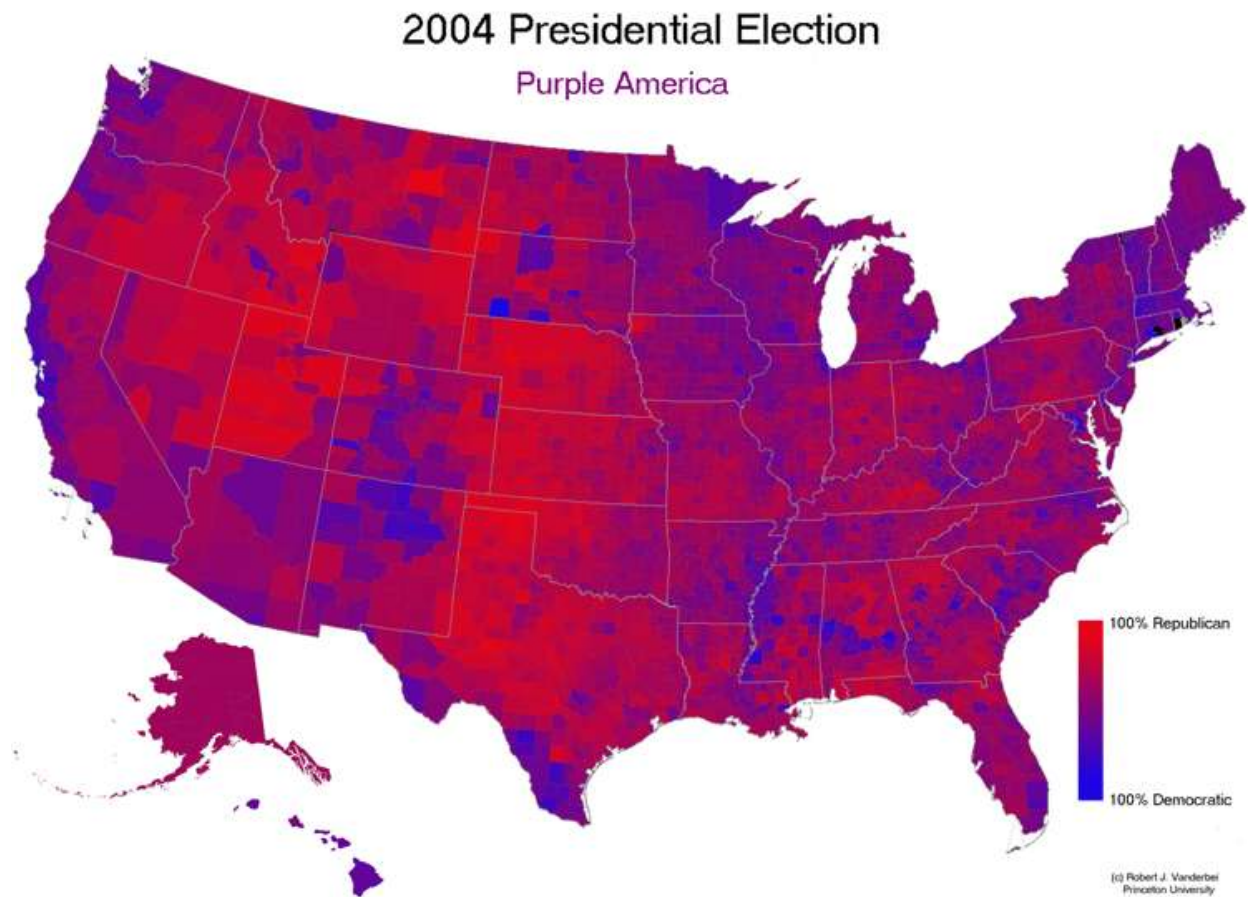 2004 Presidential Election
Purple America
100% Republican
100% Democratic
(c) Robert J. Vanderbei
Princeton University